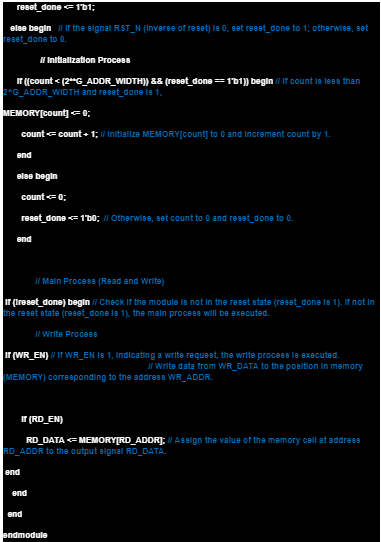 reset_done <= 1'b1;
else begin // If the signal RST_N (inverse of reset) is 0, set reset_done to 1; otherwise, set
reset_done to 0.
// Initialization Process
if ((count < (2**G_ADDR_WIDTH)) && (reset_done == 1'b1)) begin // If count is less than
2^G_ADDR_WIDTH and reset_done is 1,
MEMORY[count] <= 0;
count <= count + 1; // Initialize MEMORY[count] to 0 and increment count by 1.
end
else begin
count <= 0;
reset_done <= 1'b0; // Otherwise, set count to 0 and reset_done to 0.
end
// Main Process (Read and Write)
if (!reset_done) begin // Check if the module is not in the reset state (reset_done is 1). If not in
the reset state (reset_done is 1), the main process will be executed.
// Write Process
if (WR_EN) // If WR_EN is 1, indicating a write request, the write process is executed.
// Write data from WR_DATA to the position in memory
(MEMORY) corresponding to the address WR_ADDR.
if (RD_EN)
RD_DATA <= MEMORY[RD_ADDR]; // Assign the value of the memory cell at address
RD_ADDR to the output signal RD_DATA.
end
end
end
endmodule